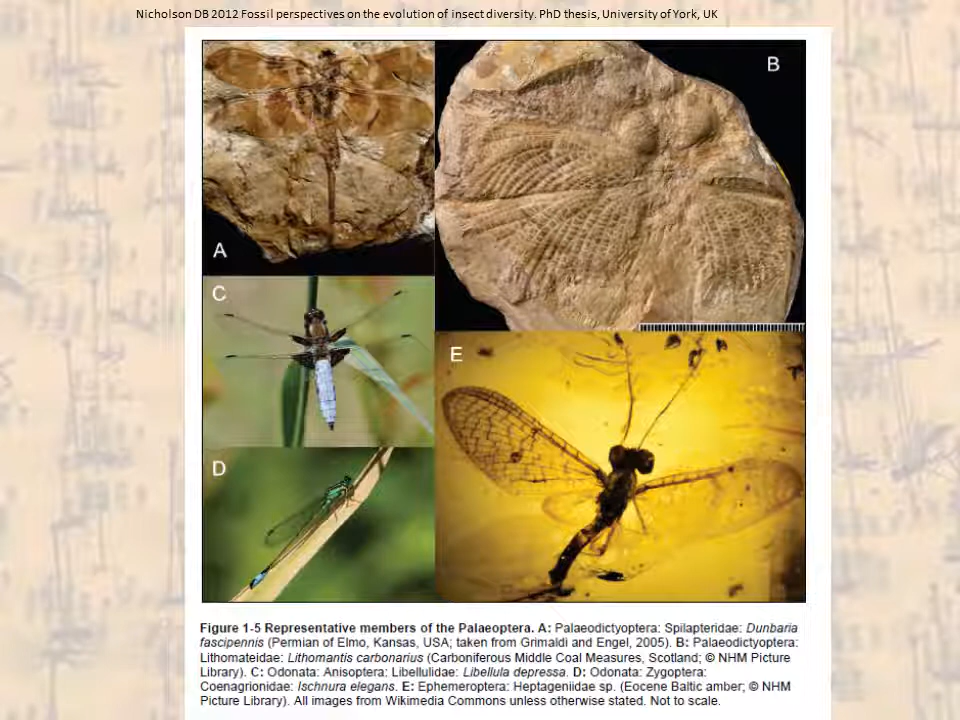 Nicholson DB 2012 Fossil perspectives on the evolution of insect diversity. PhD thesis, University of York, UK
A
B
C
E
D
Figure 1-5 Representative members of the Palaeoptera. A: Palaeodictyoptera: Spilapteridae: Dunbaria
fascipennis (Permian of Elmo, Kansas, USA; taken from Grimaldi and Engel, 2005). B: Palaeodictyoptera:
Lithomateidae: Lithomantis carbonarius (Carboniferous Middle Coal Measures, Scotland; © NHM Picture
Library). C: Odonata: Anisoptera: Libellulidae: Libellula depressa. D: Odonata: Zygoptera:
Coenagrionidae: Ischnura elegans. E: Ephemeroptera: Heptageniidae sp. (Eocene Baltic amber; © NHM
Picture Library). All images from Wikimedia Commons unless otherwise stated. Not to scale.